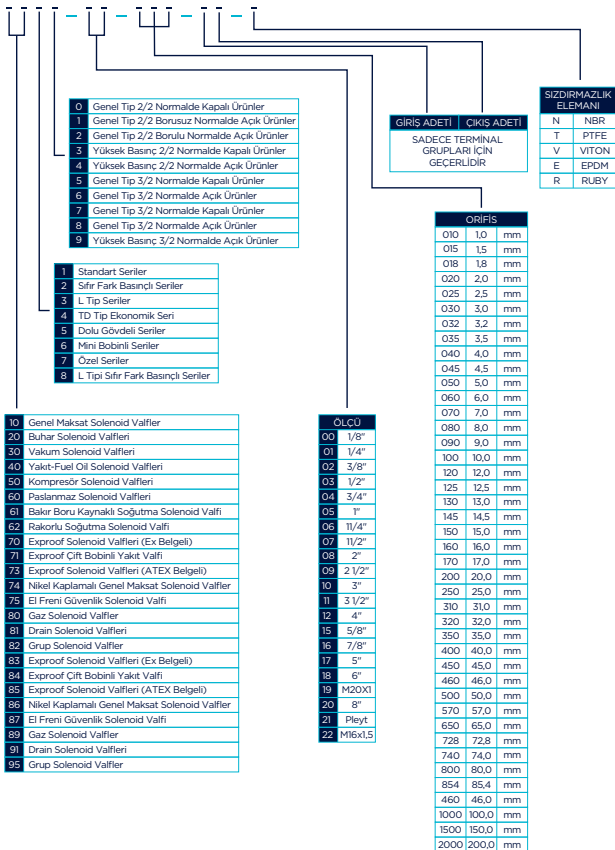 0 Genel Tip 2/2 Normalde Kapalı Ürünler
1 Genel Tip 2/2 Borusuz Normalde Açık Ürünler
2 Genel Tip 2/2 Borulu Normalde Açık Ürünler
3 Yüksek Basınç 2/2 Normalde Kapalı Ürünler
4 Yüksek Basınç 2/2 Normalde Açık Ürünler
5 Genel Tip 3/2 Normalde Kapalı Ürünler
6 Genel Tip 3/2 Normalde Açık Ürünler
7 Genel Tip 3/2 Normalde Kapalı Ürünler
8 Genel Tip 3/2 Normalde Açık Ürünler
9 Yüksek Basınç 3/2 Normalde Açık Ürünler
GİRİŞ ADETİ ÇIKIŞ ADETİ
SADECE TERMİNAL
GRUPLARI İÇİN
GEÇERLİDİR
SIZDIRMAZLIK
ELEMANI
N NBR
T PTFE
V VITON
E EPDM
R RUBY
1 Standart Seriler
2 Sıfır Fark Basınçlı Seriler
3 L Tip Seriler
4 TD Tip Ekonomik Seri
5 Dolu Gövdeli Seriler
6 Mini Bobinli Seriler
7 Özel Seriler
8 L Tipi Sıfır Fark Basınçlı Seriler
10 Genel Maksat Solenoid Valfler
20 Buhar Solenoid Valfleri
30 Vakum Solenoid Valfleri
40 Yakıt-Fuel Oil Solenoid Valfleri
50 Kompresör Solenoid Valfleri
60 Paslanmaz Solenoid Valfleri
61 Bakır Boru Kaynaklı Soğutma Solenoid Valfi
62 Rakorlu Soğutma Solenoid Valfi
70 Exproof Solenoid Valfleri (Ex Belgeli)
71 Exproof Çift Bobinli Yakıt Valfi
73 Exproof Solenoid Valfleri (ATEX Belgeli)
74 Nikel Kaplamalı Genel Maksat Solenoid Valfler
75 El Freni Güvenlik Solenoid Valfi
80 Gaz Solenoid Valfler
81 Drain Solenoid Valfleri
82 Grup Solenoid Valfler
83 Exproof Solenoid Valfleri (Ex Belgeli)
84 Exproof Çift Bobinli Yakıt Valfi
85 Exproof Solenoid Valfleri (ATEX Belgeli)
86 Nikel Kaplamalı Genel Maksat Solenoid Valfler
87 El Freni Güvenlik Solenoid Valfi
89 Gaz Solenoid Valfler
91 Drain Solenoid Valfleri
95 Grup Solenoid Valfler
ÖLÇÜ
00 1/8"
01 1/4"
02 3/8"
03 1/2"
04 3/4"
05 1"
06 11/4"
07 11/2"
08 2"
09 2 1/2"
10 3"
11 3 1/2"
12 4"
15 5/8"
16 7/8"
17 5"
18 6"
19 M20X1
20 8"
21 Pleyt
22 M16x1,5
ORİFİS
010 1,0 mm
015 1,5 mm
018 1,8 mm
020 2,0 mm
025 2,5 mm
030 3,0 mm
032 3,2 mm
035 3,5 mm
040 4,0 mm
045 4,5 mm
050 5,0 mm
060 6,0 mm
070 7,0 mm
080 8,0 mm
090 9,0 mm
100 10,0 mm
120 12,0 mm
125 12,5 mm
130 13,0 mm
145 14,5 mm
150 15,0 mm
160 16,0 mm
170 17,0 mm
200 20,0 mm
250 25,0 mm
310 31,0 mm
320 32,0 mm
350 35,0 mm
400 40,0 mm
450 45,0 mm
460 46,0 mm
500 50,0 mm
570 57,0 mm
650 65,0 mm
728 72,8 mm
740 74,0 mm
800 80,0 mm
854 85,4 mm
460 46,0 mm
1000 100,0 mm
1500 150,0 mm
2000 200,0 mm